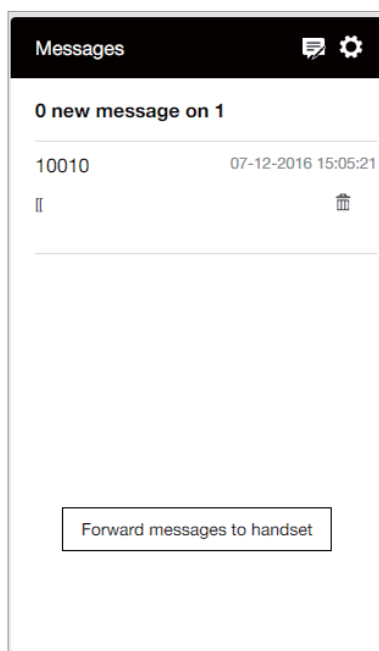 Messages
0 new message on 1
10010 07-12-2016 15:05:21
[[
Forward messages to handset